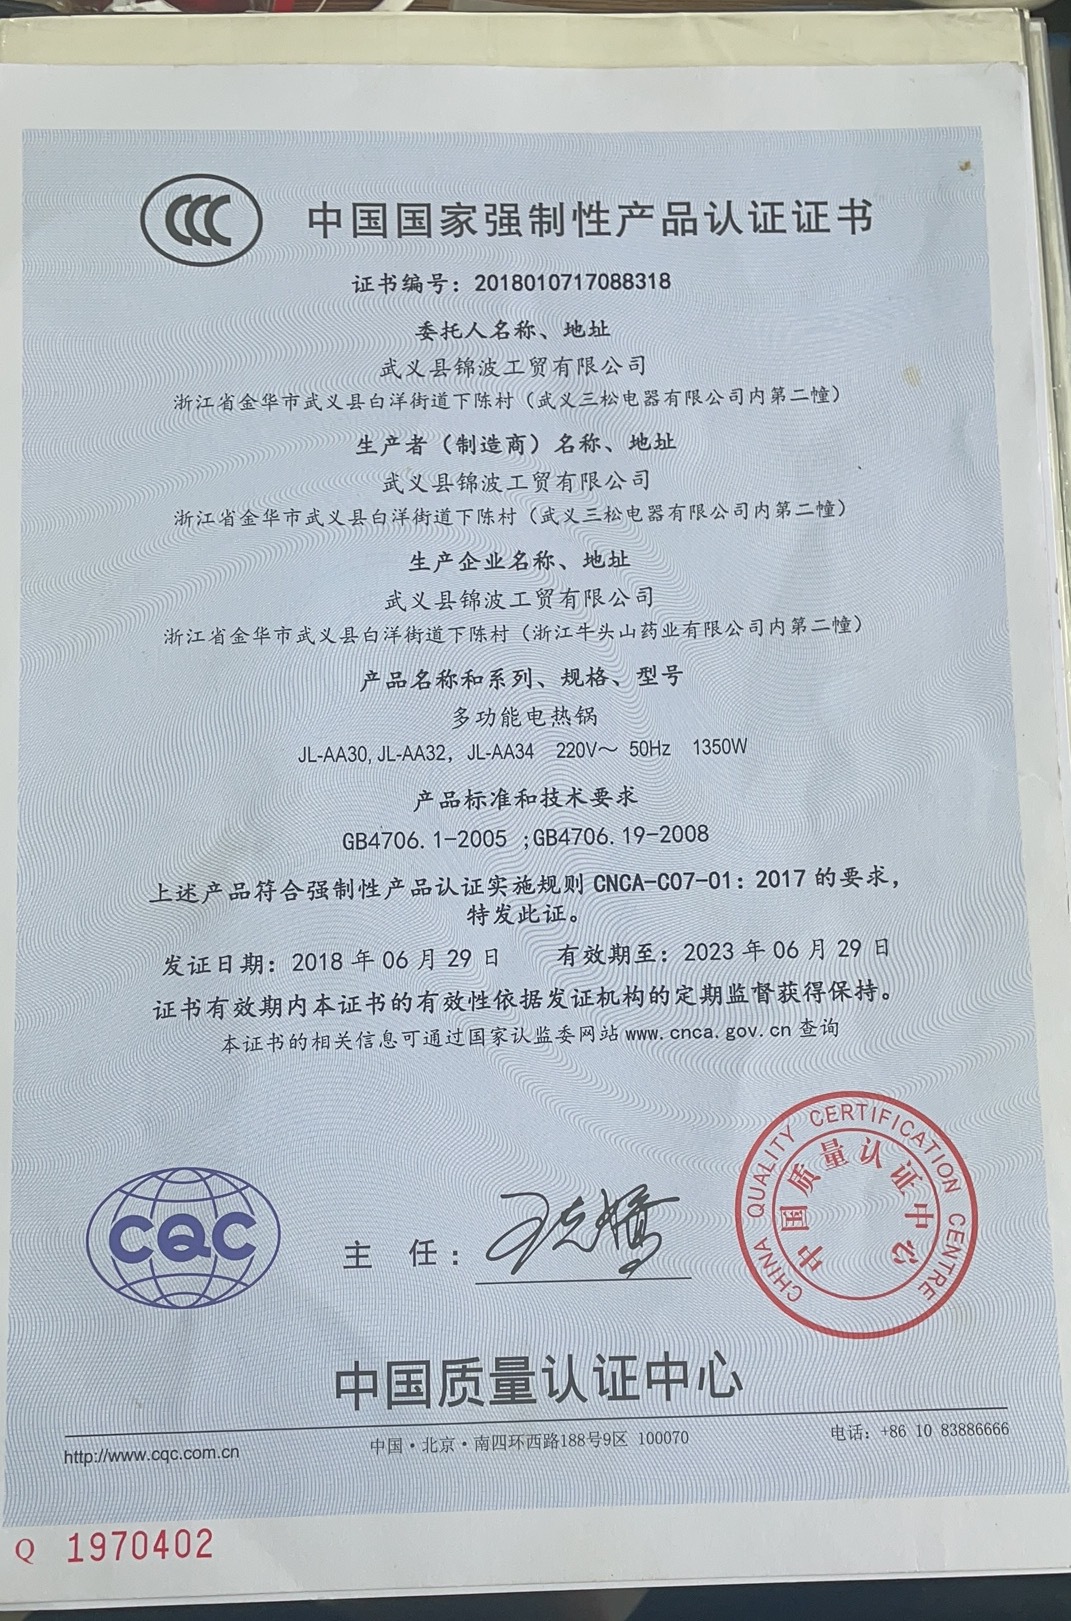 CCC
中国国家强制性产品认证证书
证书编号：2018010717088318
委托人名称、地址
武义县锦波工贸有限公司
浙江省金华市武义县白洋街道下陈村（武义三松电器有限公司内第二幢）
生产者（制造商）名称、地址
武义县锦波工贸有限公司
浙江省金华市武义县白洋街道下陈村（武义三松电器有限公司内第二幢）
生产企业名称、地址
武义县锦波工贸有限公司
浙江省金华市武义县白洋街道下陈村（浙江牛头山药业有限公司内第二幢）
产品名称和系列、规格、型号
多功能电热锅
JL-AA30, JL-AA32, JL-AA34 220V～ 50Hz 1350W
产品标准和技术要求
GB4706.1-2005 ;GB4706.19-2008
上述产品符合强制性产品认证实施规则 CNCA-C07-01：2017 的要求，
特发此证。
发证日期：2018 年 06 月 29 日 有效期至：2023 年 06 月 29 日
证书有效期内本证书的有效性依据发证机构的定期监督获得保持。
本证书的相关信息可通过国家认监委网站 www.cnca.gov.cn 查询
CQC
主 任：
CHINA QUALITY CERTIFICATION CENTRE
中国质量认证中心
中国质量认证中心
http://www.cqc.com.cn
中国·北京·南四环西路188号9区 100070
电话：+86 10 83886666
Q 1970402